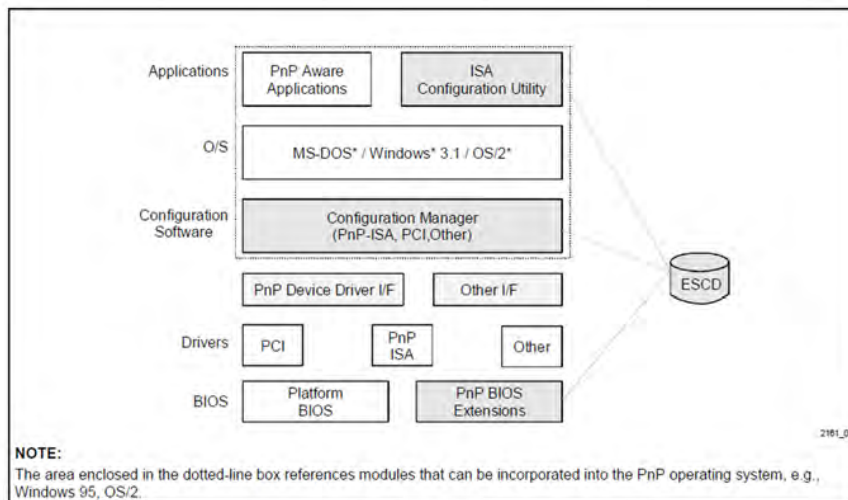 Applications
PnP Aware
Applications
ISA
Configuration Utility
O/S
MS-DOS* / Windows* 3.1 / OS/2*
Configuration
Software
Configuration Manager
(PnP-ISA, PCI,Other)
ESCD
PnP Device Driver I/F
Other I/F
Drivers
PCI
PnP
ISA
Other
BIOS
Platform
BIOS
PnP BIOS
Extensions
NOTE:
The area enclosed in the dotted-line box references modules that can be incorporated into the PnP operating system, e.g.,
Windows 95, OS/2.